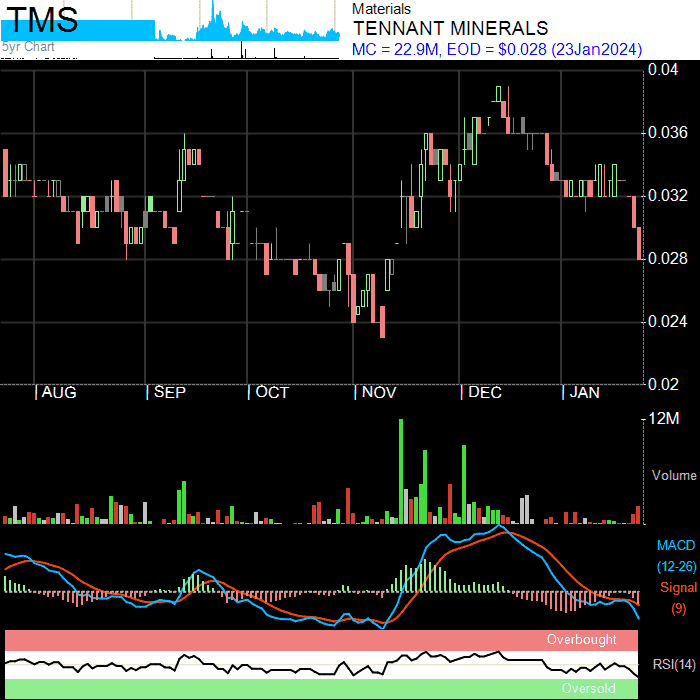 TMS
5yr Chart
Materials
TENNANT MINERALS
MC = 22.9M, EOD = $0.028 (23Jan2024)
0.04
0.036
0.032
0.028
0.024
0.02
AUG SEP OCT NOV DEC JAN
12M
Volume
MACD
(12-26)
Signal
(9)
Overbought
RSI(14)
Oversold